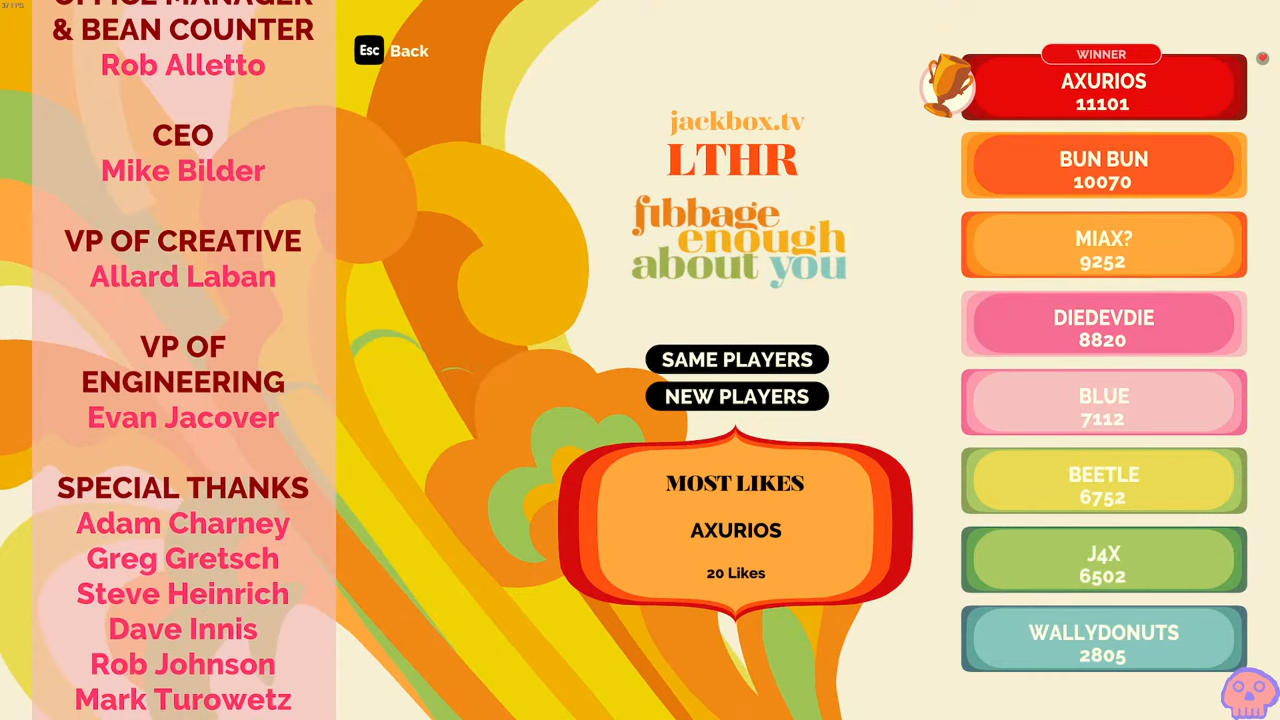 OFFICE MANAGER
& BEAN COUNTER
Rob Alletto
CEO
Mike Bilder
VP OF CREATIVE
Allard Laban
VP OF
ENGINEERING
Evan Jacover
SPECIAL THANKS
Adam Charney
Greg Gretsch
Steve Heinrich
Dave Innis
Rob Johnson
Mark Turowetz
Esc Back
jackbox.tv
LTHR
fibbage
enough
about you
SAME PLAYERS
NEW PLAYERS
MOST LIKES
AXURIOS
20 Likes
WINNER
AXURIOS
11101
BUN BUN
10070
MIAX?
9252
DIEDEVDIE
8820
BLUE
7112
BEETLE
6752
J4X
6502
WALLYDONUTS
2805